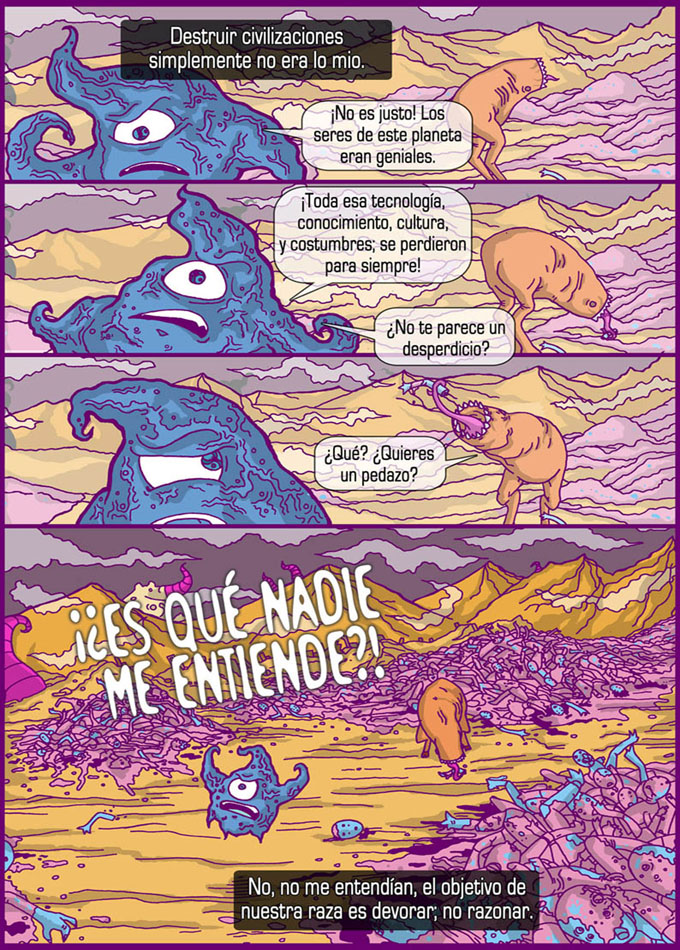 Destruir civilizaciones
simplemente no era lo mio.
¡No es justo! Los
seres de este planeta
eran geniales.
¡Toda esa tecnología,
conocimiento, cultura,
y costumbres; se perdieron
para siempre!
¿No te parece un
desperdicio?
¿Qué? ¿Quieres
un pedazo?
¡¿ES QUÉ NADIE
ME ENTIENDE?!
No, no me entendían, el objetivo de
nuestra raza es devorar, no razonar.